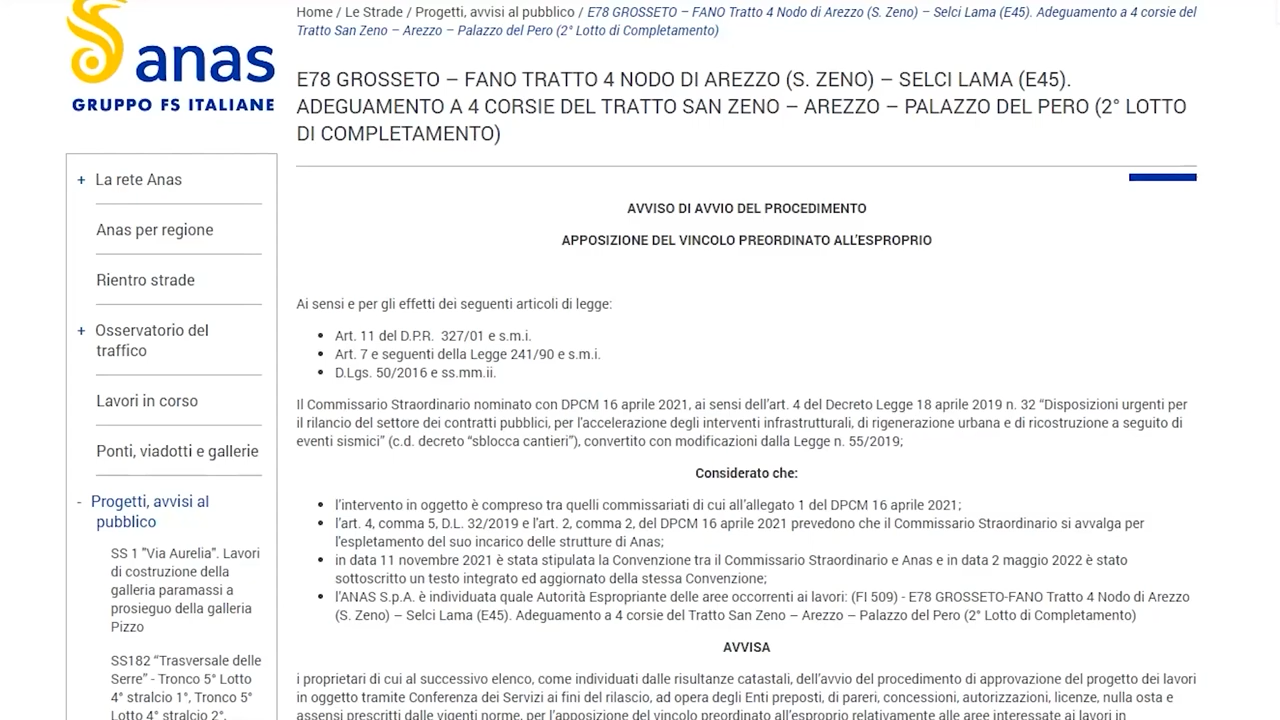 Home / Le Strade / Progetti, avvisi al pubblico / E78 GROSSETO – FANO Tratto 4 Nodo di Arezzo (S. Zeno) – Selci Lama (E45). Adeguamento a 4 corsie del
Tratto San Zeno – Arezzo – Palazzo del Pero (2° Lotto di Completamento)
anas
GRUPPO FS ITALIANE
E78 GROSSETO – FANO TRATTO 4 NODO DI AREZZO (S. ZENO) – SELCI LAMA (E45).
ADEGUAMENTO A 4 CORSIE DEL TRATTO SAN ZENO – AREZZO – PALAZZO DEL PERO (2° LOTTO
DI COMPLETAMENTO)
+ La rete Anas
Anas per regione
Rientro strade
+ Osservatorio del
traffico
Lavori in corso
Ponti, viadotti e gallerie
- Progetti, avvisi al
pubblico
SS 1 "Via Aurelia". Lavori
di costruzione della
galleria paramassi a
prosieguo della galleria
Pizzo
SS182 “Trasversale delle
Serre” - Tronco 5° Lotto
4° stralcio 1°, Tronco 5°
Lotto 4° stralcio 2°,
AVVISO DI AVVIO DEL PROCEDIMENTO
APPOSIZIONE DEL VINCOLO PREORDINATO ALL’ESPROPRIO
Ai sensi e per gli effetti dei seguenti articoli di legge:
• Art. 11 del D.P.R. 327/01 e s.m.i.
• Art. 7 e seguenti della Legge 241/90 e s.m.i.
• D.Lgs. 50/2016 e ss.mm.ii.
Il Commissario Straordinario nominato con DPCM 16 aprile 2021, ai sensi dell’art. 4 del Decreto Legge 18 aprile 2019 n. 32 “Disposizioni urgenti per
il rilancio del settore dei contratti pubblici, per l’accelerazione degli interventi infrastrutturali, di rigenerazione urbana e di ricostruzione a seguito di
eventi sismici” (c.d. decreto “sblocca cantieri”), convertito con modificazioni dalla Legge n. 55/2019;
Considerato che:
• l’intervento in oggetto è compreso tra quelli commissariati di cui all’allegato 1 del DPCM 16 aprile 2021;
• l’art. 4, comma 5, D.L. 32/2019 e l’art. 2, comma 2, del DPCM 16 aprile 2021 prevedono che il Commissario Straordinario si avvalga per
l’espletamento del suo incarico delle strutture di Anas;
• in data 11 novembre 2021 è stata stipulata la Convenzione tra il Commissario Straordinario e Anas e in data 2 maggio 2022 è stato
sottoscritto un testo integrato ed aggiornato della stessa Convenzione;
• l’ANAS S.p.A. è individuata quale Autorità Espropriante delle aree occorrenti ai lavori: (FI 509) - E78 GROSSETO-FANO Tratto 4 Nodo di Arezzo
(S. Zeno) – Selci Lama (E45). Adeguamento a 4 corsie del Tratto San Zeno – Arezzo – Palazzo del Pero (2° Lotto di Completamento)
AVVISA
i proprietari di cui al successivo elenco, come individuati dalle risultanze catastali, dell’avvio del procedimento di approvazione del progetto dei lavori
in oggetto tramite Conferenza dei Servizi ai fini del rilascio, ad opera degli Enti preposti, di pareri, concessioni, autorizzazioni, licenze, nulla osta e
assensi prescritti dalle vigenti norme, per l’apposizione del vincolo preordinato all’esproprio relativamente alle aree interessate ai lavori in